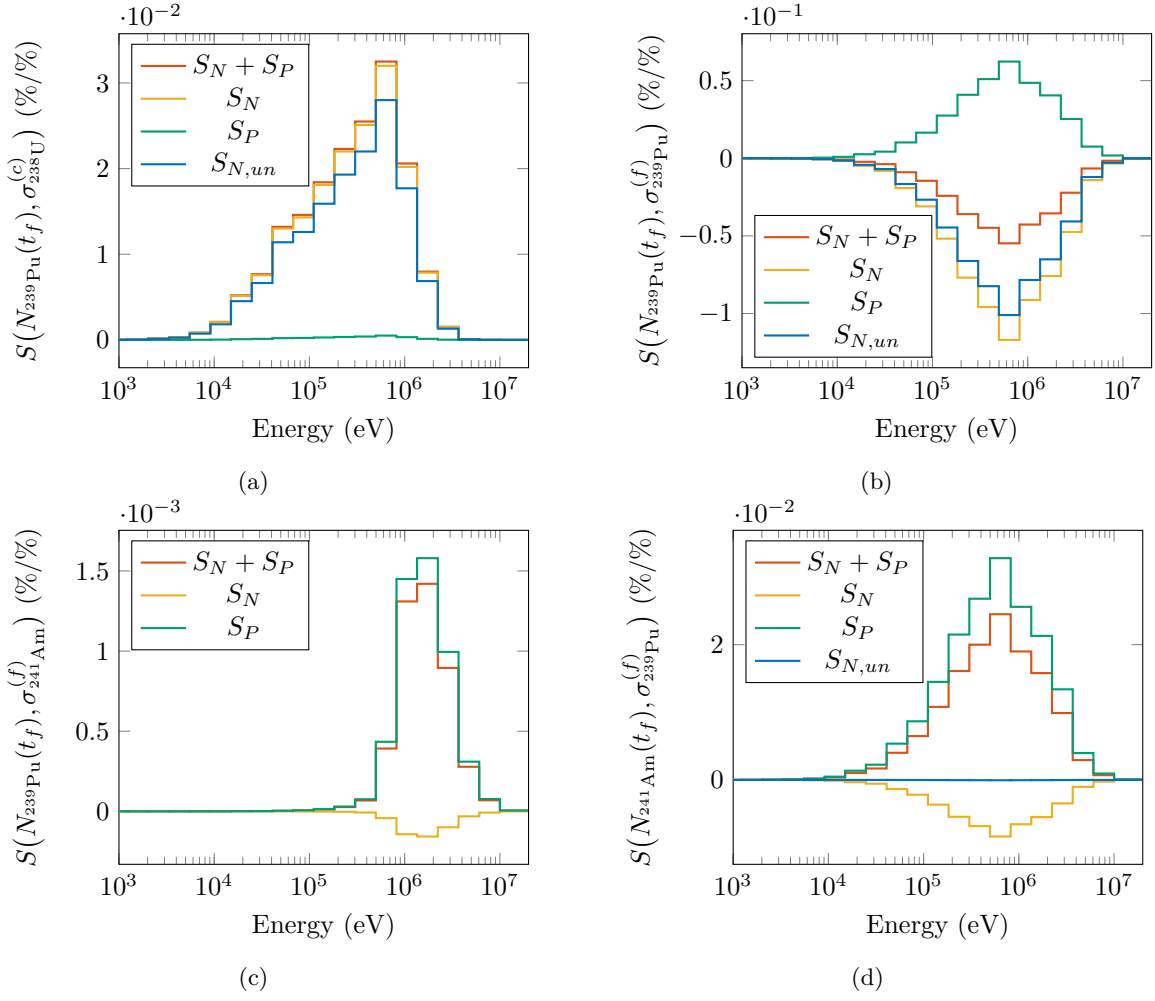 ·10⁻²
S(N₂₃₉Pu(t_f), σ^(c)_₂₃₈U) (%/%)
3
2
1
0
S_N + S_P
S_N
S_P
S_N,un
10³ 10⁴ 10⁵ 10⁶ 10⁷
Energy (eV)
(a)
·10⁻¹
S(N₂₃₉Pu(t_f), σ^(f)_₂₃₉Pu) (%/%)
0.5
0
−0.5
−1
S_N + S_P
S_N
S_P
S_N,un
10³ 10⁴ 10⁵ 10⁶ 10⁷
Energy (eV)
(b)
·10⁻³
S(N₂₃₉Pu(t_f), σ^(f)_₂₄₁Am) (%/%)
1.5
1
0.5
0
S_N + S_P
S_N
S_P
10³ 10⁴ 10⁵ 10⁶ 10⁷
Energy (eV)
(c)
·10⁻²
S(N₂₄₁Am(t_f), σ^(f)_₂₃₉Pu) (%/%)
2
0
S_N + S_P
S_N
S_P
S_N,un
10³ 10⁴ 10⁵ 10⁶ 10⁷
Energy (eV)
(d)